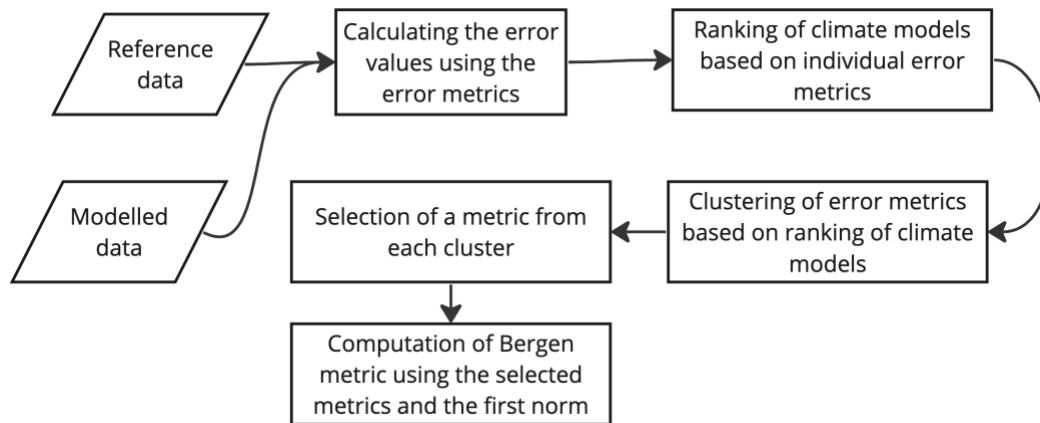 Reference
data
Calculating the error
values using the
error metrics
Ranking of climate models
based on individual error
metrics
Modelled
data
Selection of a metric from
each cluster
Clustering of error metrics
based on ranking of climate
models
Computation of Bergen
metric using the selected
metrics and the first norm